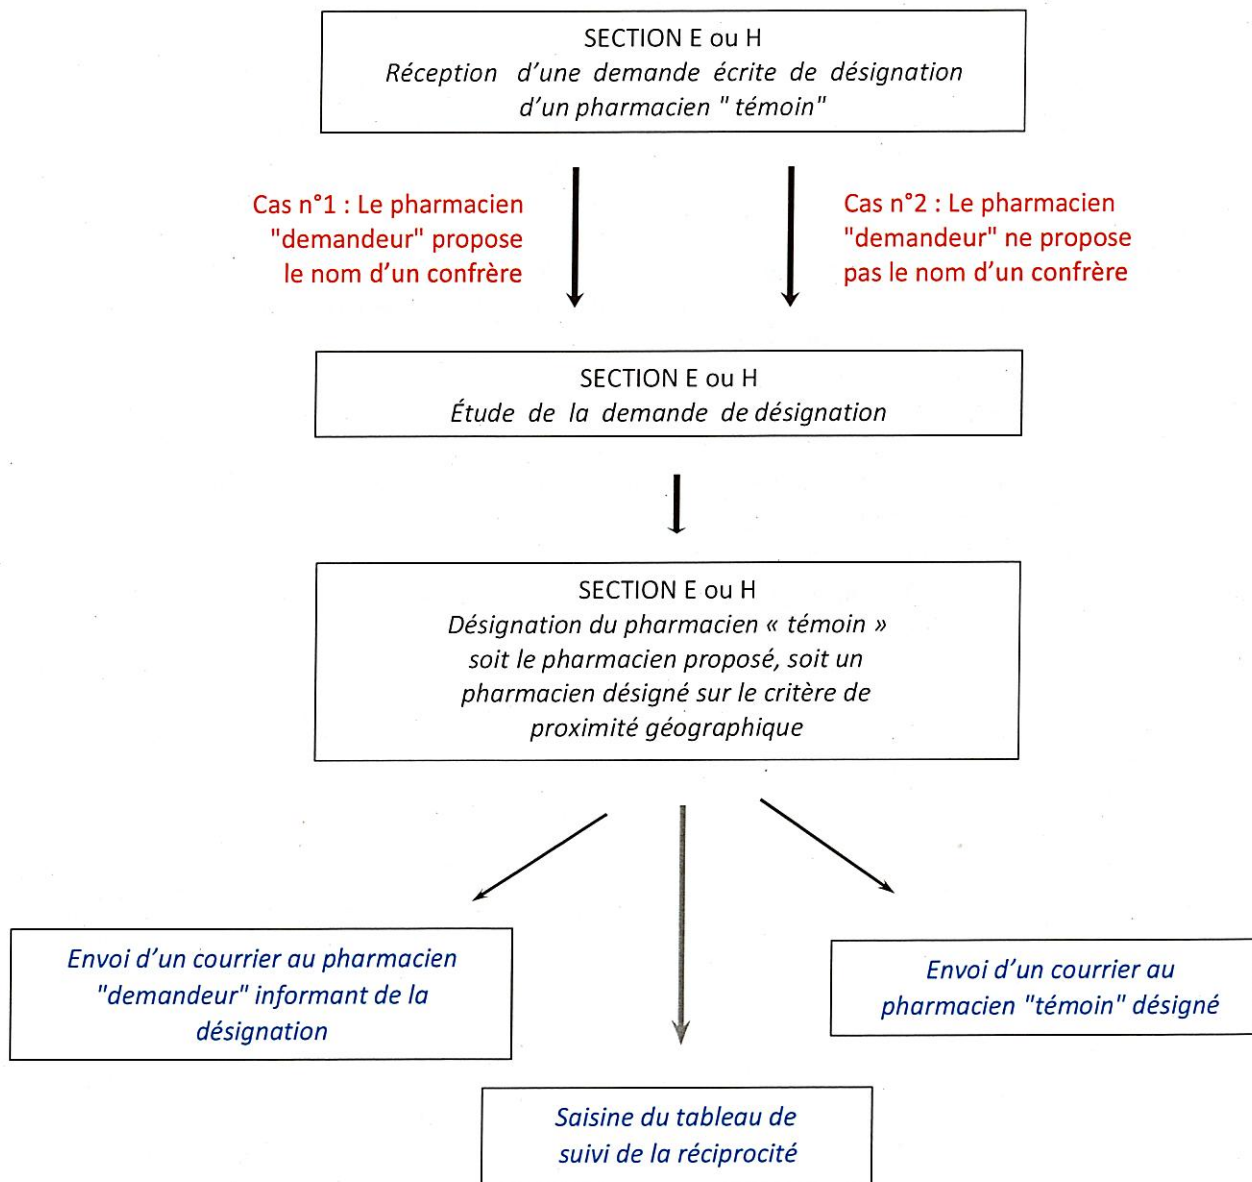 SECTION E ou H
Réception d’une demande écrite de désignation
d’un pharmacien " témoin"
Cas n°1 : Le pharmacien
"demandeur" propose
le nom d’un confrère
Cas n°2 : Le pharmacien
"demandeur" ne propose
pas le nom d’un confrère
SECTION E ou H
Étude de la demande de désignation
SECTION E ou H
Désignation du pharmacien « témoin »
soit le pharmacien proposé, soit un
pharmacien désigné sur le critère de
proximité géographique
Envoi d’un courrier au pharmacien
"demandeur" informant de la
désignation
Envoi d’un courrier au
pharmacien "témoin" désigné
Saisine du tableau de
suivi de la réciprocité